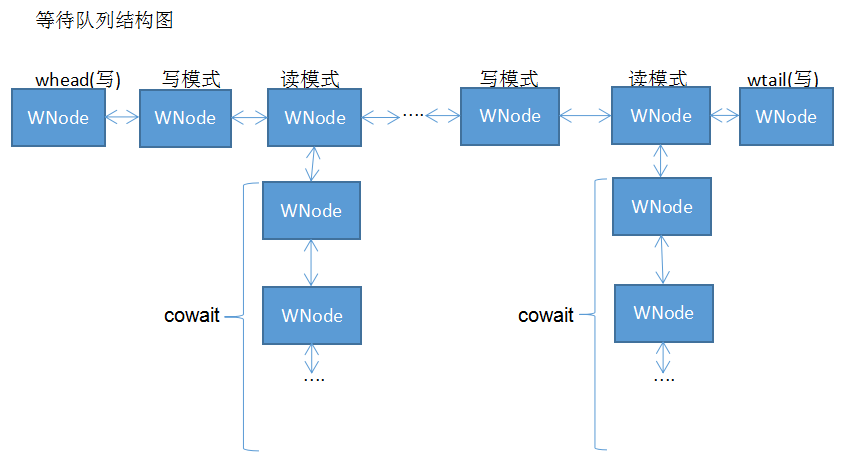 等待队列结构图
whead(写) 写模式 读模式 写模式 读模式 wtail(写)
WNode WNode WNode .... WNode WNode WNode
WNode WNode
cowait WNode cowait WNode
.... ....